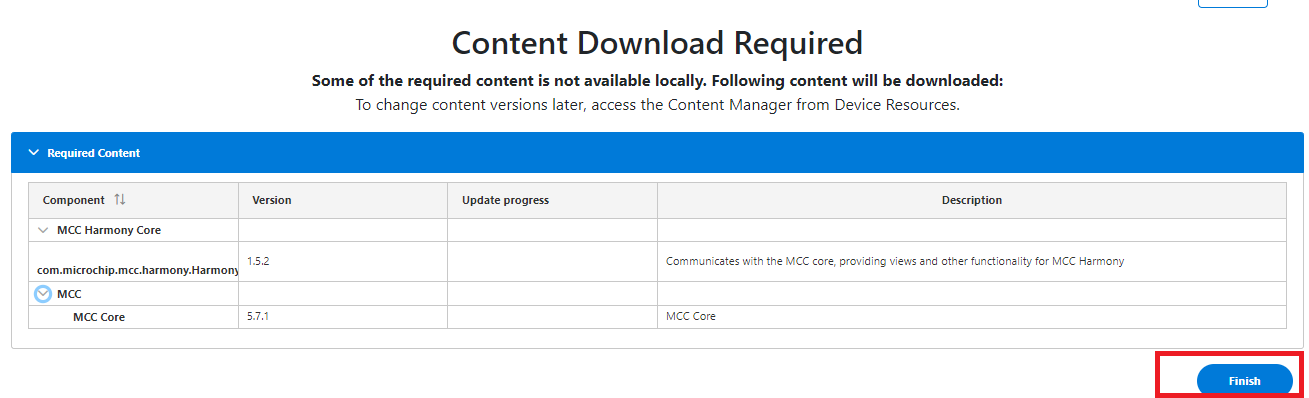 Content Download Required
Some of the required content is not available locally. Following content will be downloaded:
To change content versions later, access the Content Manager from Device Resources.
Required Content
Component Version Update progress Description
MCC Harmony Core
com.microchip.mcc.harmony.Harmony 1.5.2 Communicates with the MCC core, providing views and other functionality for MCC Harmony
MCC
MCC Core 5.7.1 MCC Core
Finish